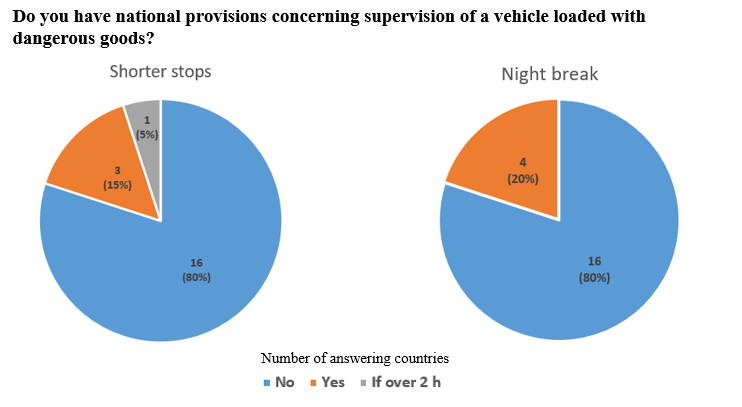 Do you have national provisions concerning supervision of a vehicle loaded with
dangerous goods?
Shorter stops
Night break
1
(5%)
3
(15%)
16
(80%)
4
(20%)
16
(80%)
Number of answering countries
No Yes If over 2 h